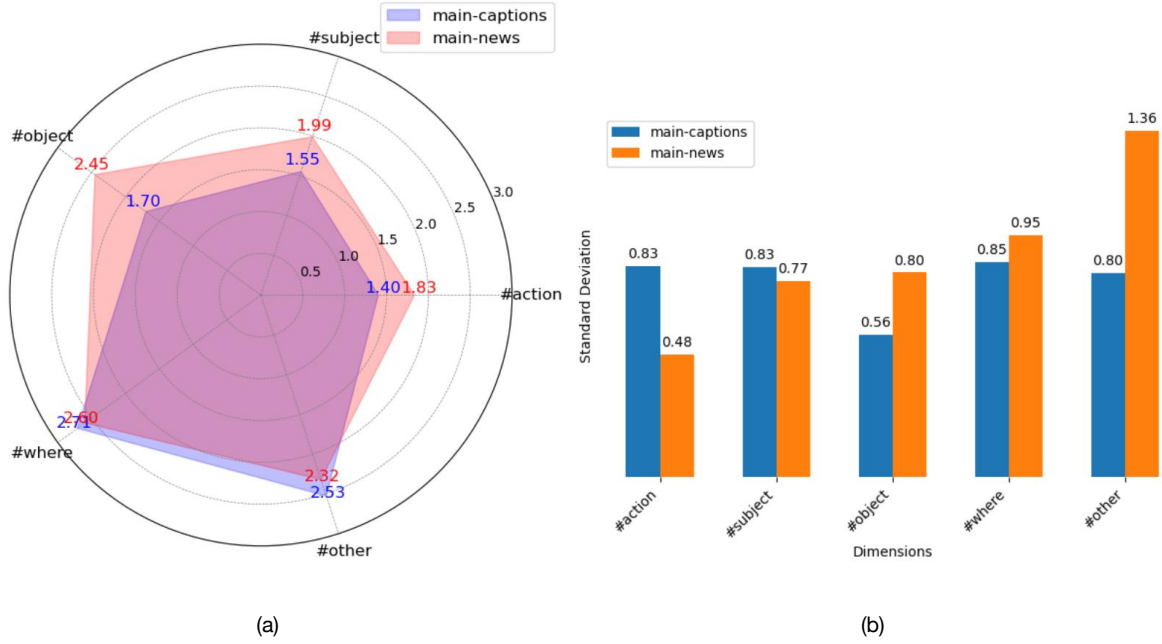 main-captions
main-news
#subject
#object
#action
#where
#other
1.99
2.45
1.55
1.70
1.40
1.83
2.60
2.71
2.32
2.53
0.5
1.0
1.5
2.0
2.5
3.0
(a)
main-captions
main-news
Standard Deviation
0.83
0.48
0.83
0.77
0.56
0.80
0.85
0.95
0.80
1.36
#action
#subject
#object
#where
#other
Dimensions
(b)